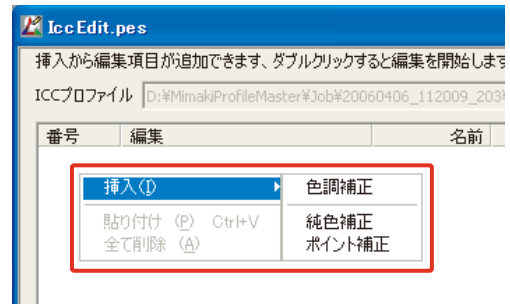 IccEdit.pes
挿入から編集項目が追加できます、ダブルクリックすると編集を開始します
ICCプロファイル D:¥MimakiProfileMaster¥Job¥20060406_112009_203¥
番号 編集 名前
挿入(I) 色調補正
貼り付け (P) Ctrl+V 純色補正
全て削除 (A) ポイント補正